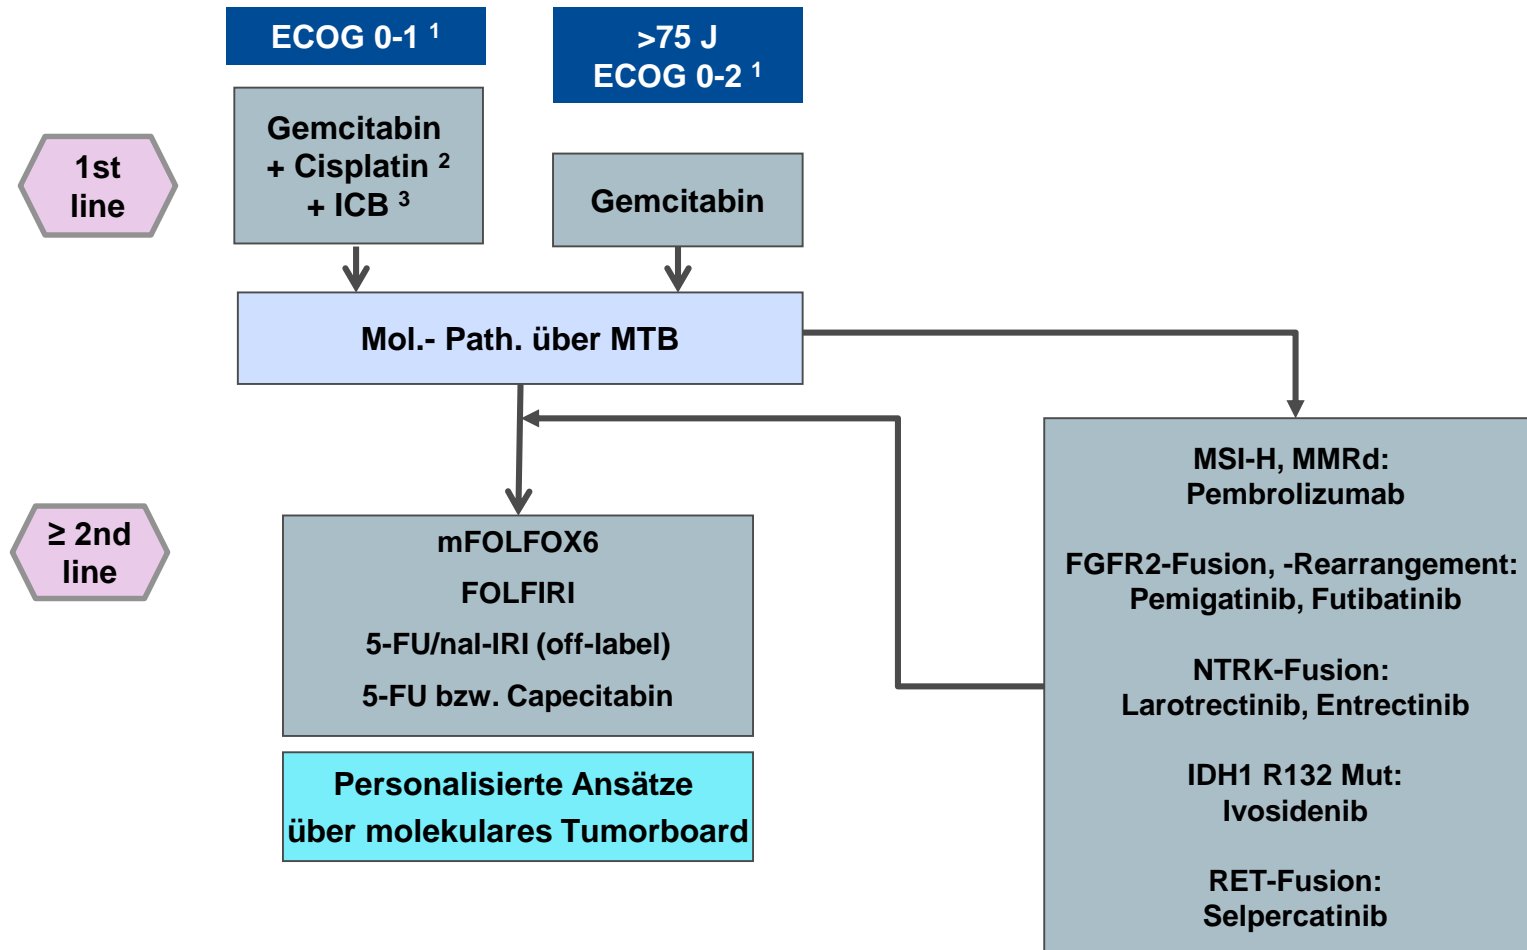 ECOG 0-1 ¹
>75 J
ECOG 0-2 ¹
1st
line
Gemcitabin
+ Cisplatin ²
+ ICB ³
Gemcitabin
Mol.- Path. über MTB
≥ 2nd
line
mFOLFOX6
FOLFIRI
5-FU/nal-IRI (off-label)
5-FU bzw. Capecitabin
Personalisierte Ansätze
über molekulares Tumorboard
MSI-H, MMRd:
Pembrolizumab
FGFR2-Fusion, -Rearrangement:
Pemigatinib, Futibatinib
NTRK-Fusion:
Larotrectinib, Entrectinib
IDH1 R132 Mut:
Ivosidenib
RET-Fusion:
Selpercatinib